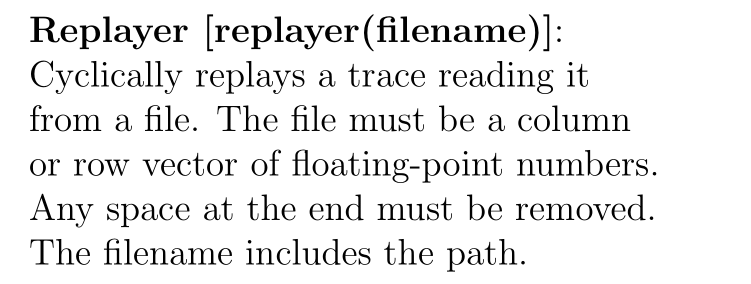 Replayer [replayer(filename)]:
Cyclically replays a trace reading it
from a file. The file must be a column
or row vector of floating-point numbers.
Any space at the end must be removed.
The filename includes the path.